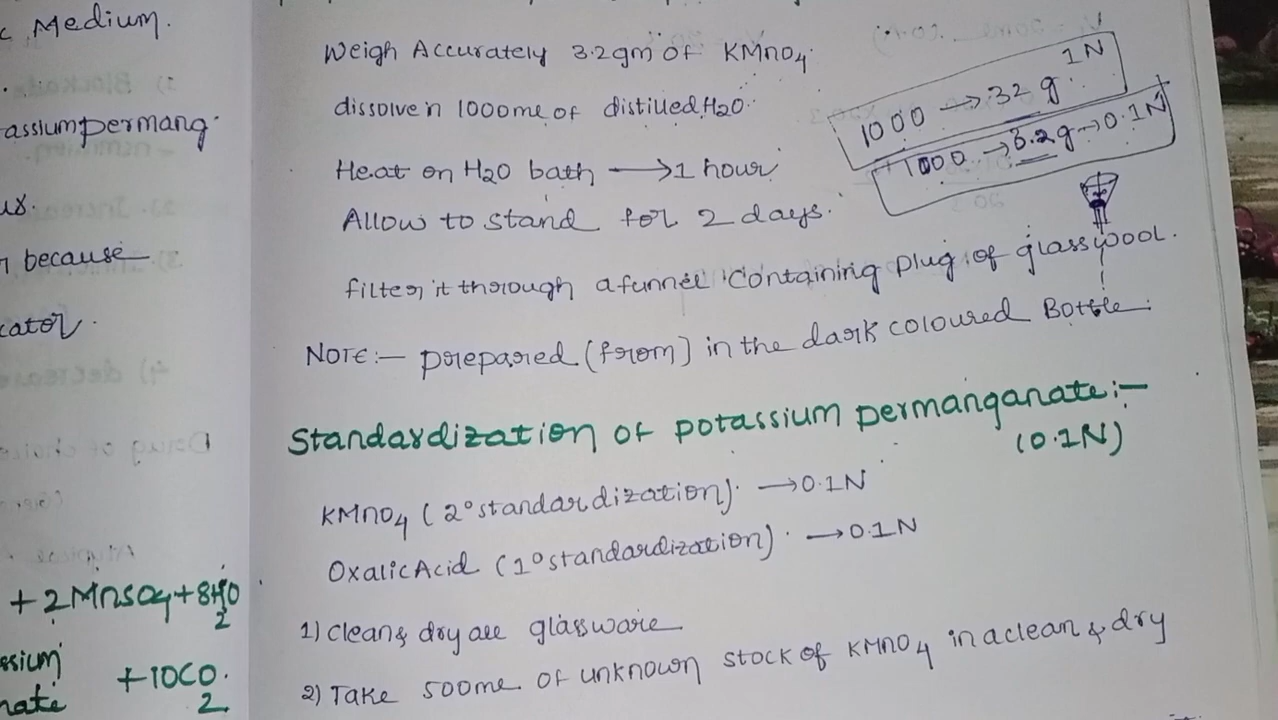 c Medium.
assiumpermang
us.
because
cator.
+2MnSO4+8H2O
ssium
nate
+10CO2
Weigh Accurately 3.2gm of KMnO4.
dissolve in 1000ml of distilled H2O.
1000 → 32 g. 1N
1000 → 3.2g → 0.1N
Heat on H2O bath → 1 hour
Allow to stand for 2 days.
filter it through a funnel containing plug of glass wool.
NOTE:- prepared (from) in the dark coloured Bottle.
Standardization of potassium permanganate:-
(0.1N)
KMnO4 (2° standardization). → 0.1N
Oxalic Acid (1° standardization). → 0.1N
1) clean & dry all glassware
2) Take 500ml of unknown stock of KMnO4 in a clean & dry